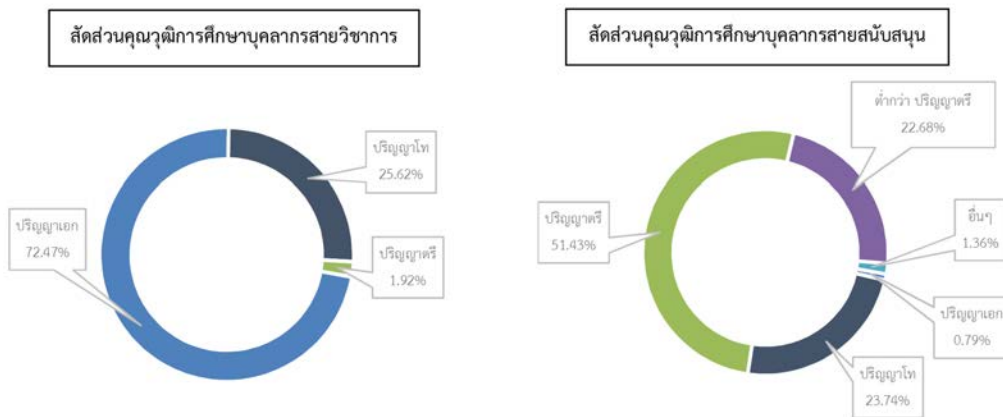 สัดส่วนคุณวุฒิการศึกษาบุคลากรสายวิชาการ
ปริญญาโท
25.62%
ปริญญาเอก
72.47%
ปริญญาตรี
1.92%
สัดส่วนคุณวุฒิการศึกษาบุคลากรสายสนับสนุน
ต่ำกว่า ปริญญาตรี
22.68%
ปริญญาตรี
51.43%
อื่นๆ
1.36%
ปริญญาเอก
0.79%
ปริญญาโท
23.74%